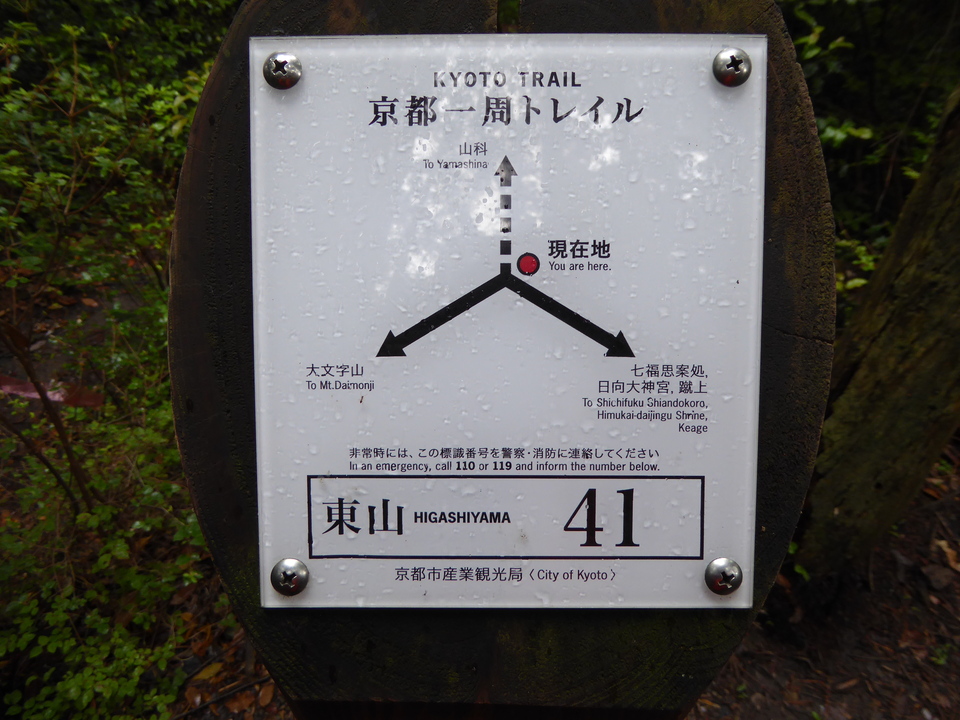 KYOTO TRAIL
京都一周トレイル
山科
To Yamashina
現在地
You are here.
大文字山
To Mt.Daimonji
七福思案処,
日向大神宮, 蹴上
To Shichifuku Shiandokoro,
Himukai-daijingu Shrine,
Keage
非常時には、この標識番号を警察・消防に連絡してください
In an emergency, call 110 or 119 and inform the number below.
東山 HIGASHIYAMA 41
京都市産業観光局〈City of Kyoto〉